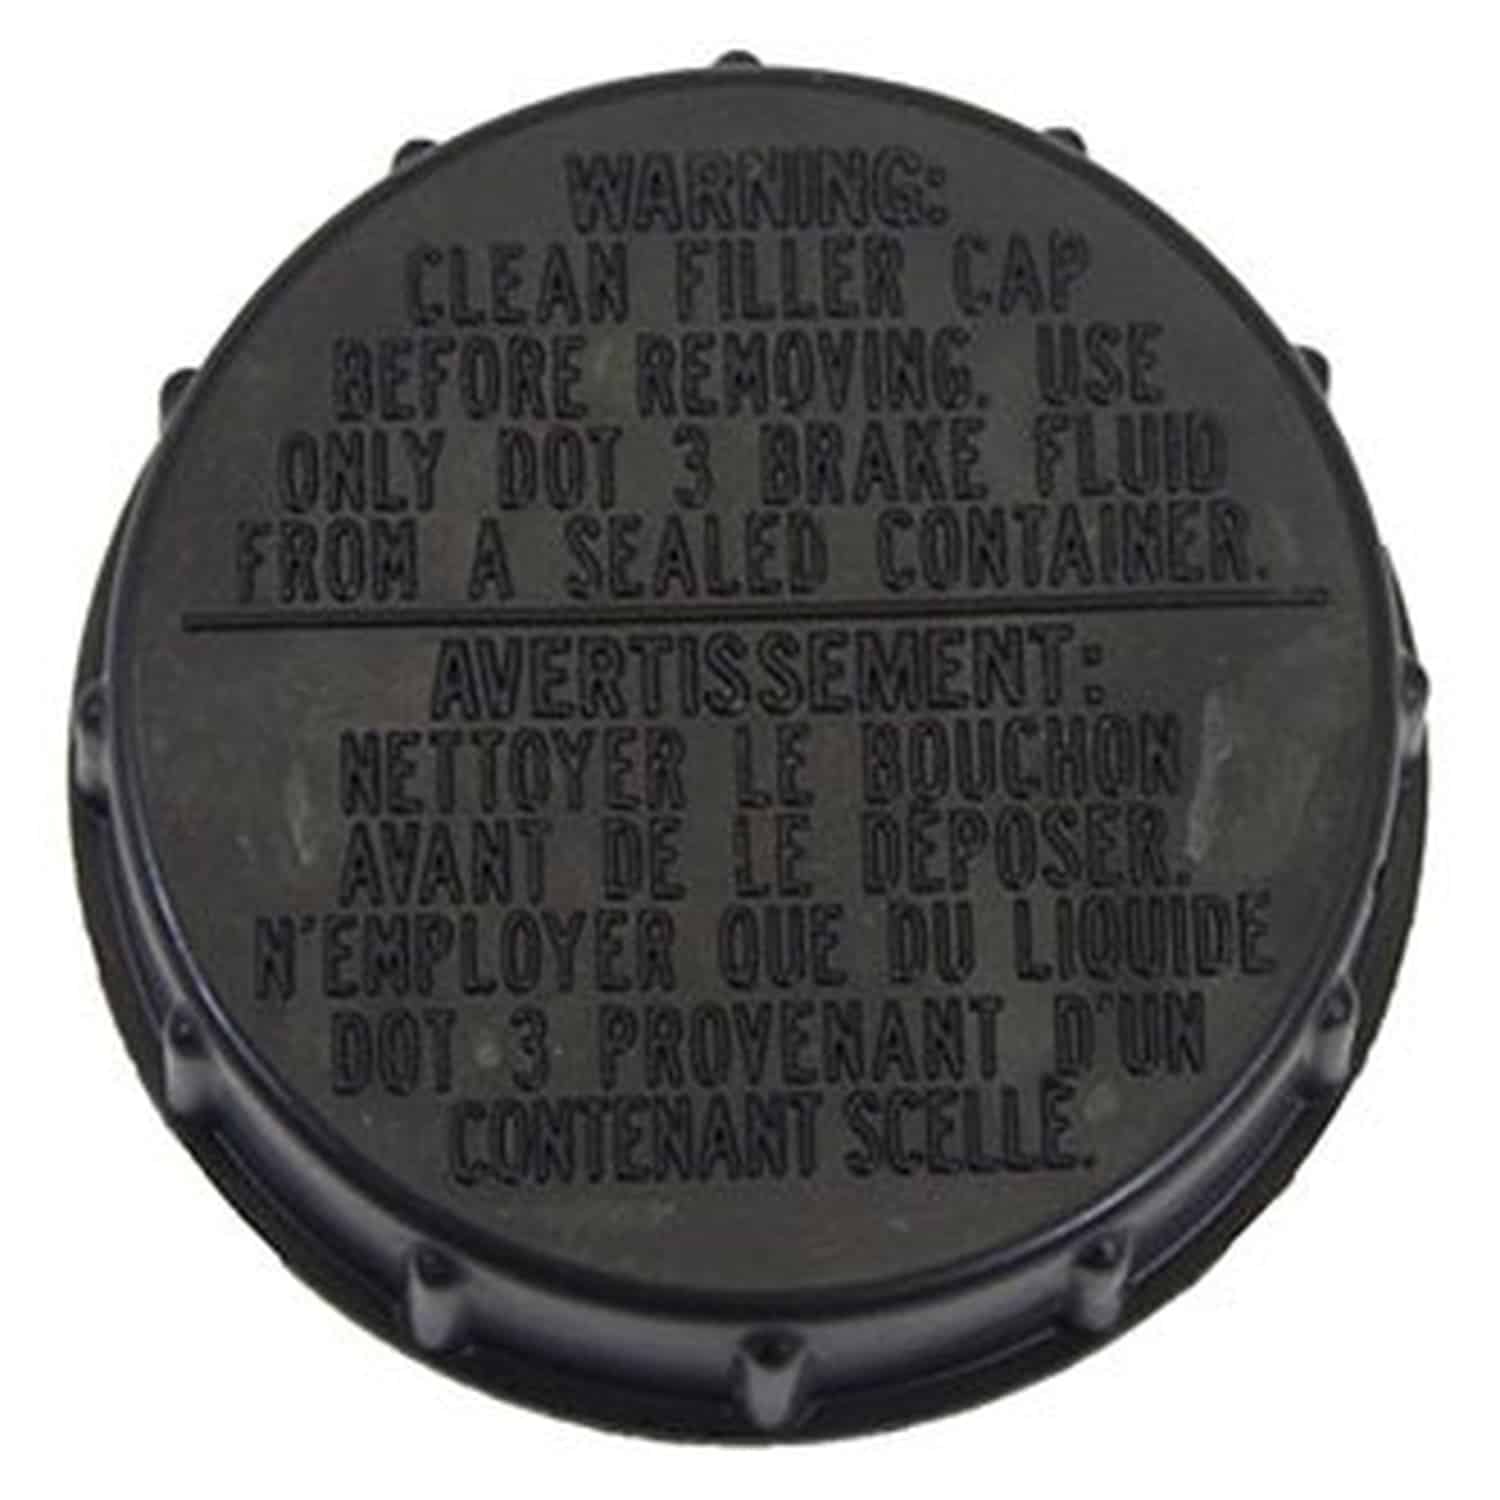 WARNING:
CLEAN FILLER CAP
BEFORE REMOVING. USE
ONLY DOT 3 BRAKE FLUID
FROM A SEALED CONTAINER.
AVERTISSEMENT:
NETTOYER LE BOUCHON
AVANT DE LE DÉPOSER.
N'EMPLOYER QUE DU LIQUIDE
DOT 3 PROVENANT D'UN
CONTENANT SCELLÉ.